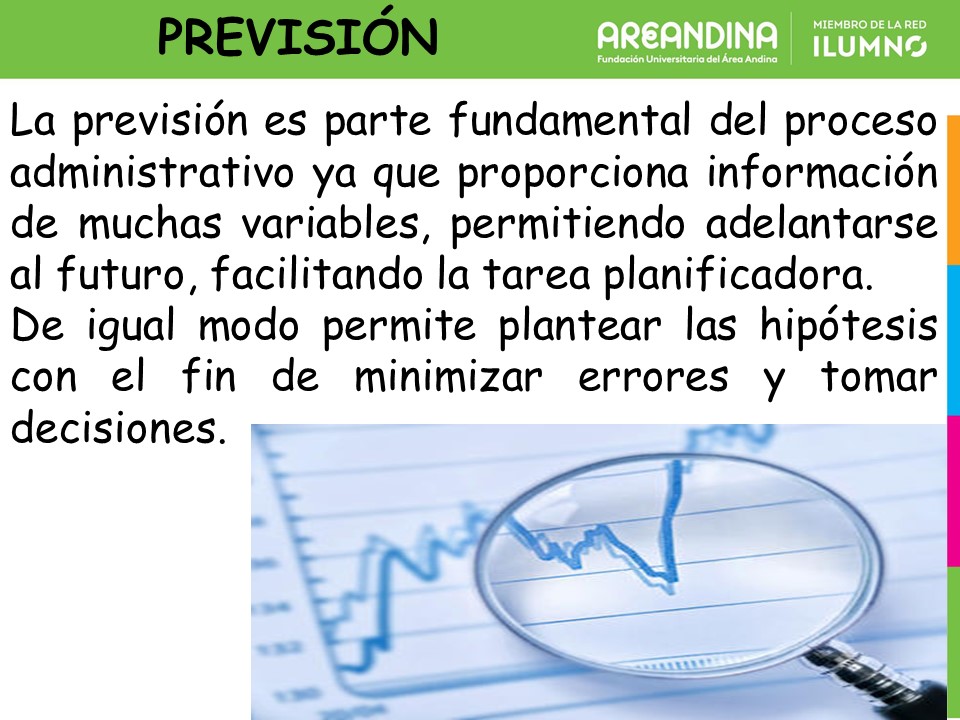 PREVISIÓN
AREANDINA
Fundación Universitaria del Área Andina
MIEMBRO DE LA RED
ILUMNO
La previsión es parte fundamental del proceso
administrativo ya que proporciona información
de muchas variables, permitiendo adelantarse
al futuro, facilitando la tarea planificadora.
De igual modo permite plantear las hipótesis
con el fin de minimizar errores y tomar
decisiones.
132
130